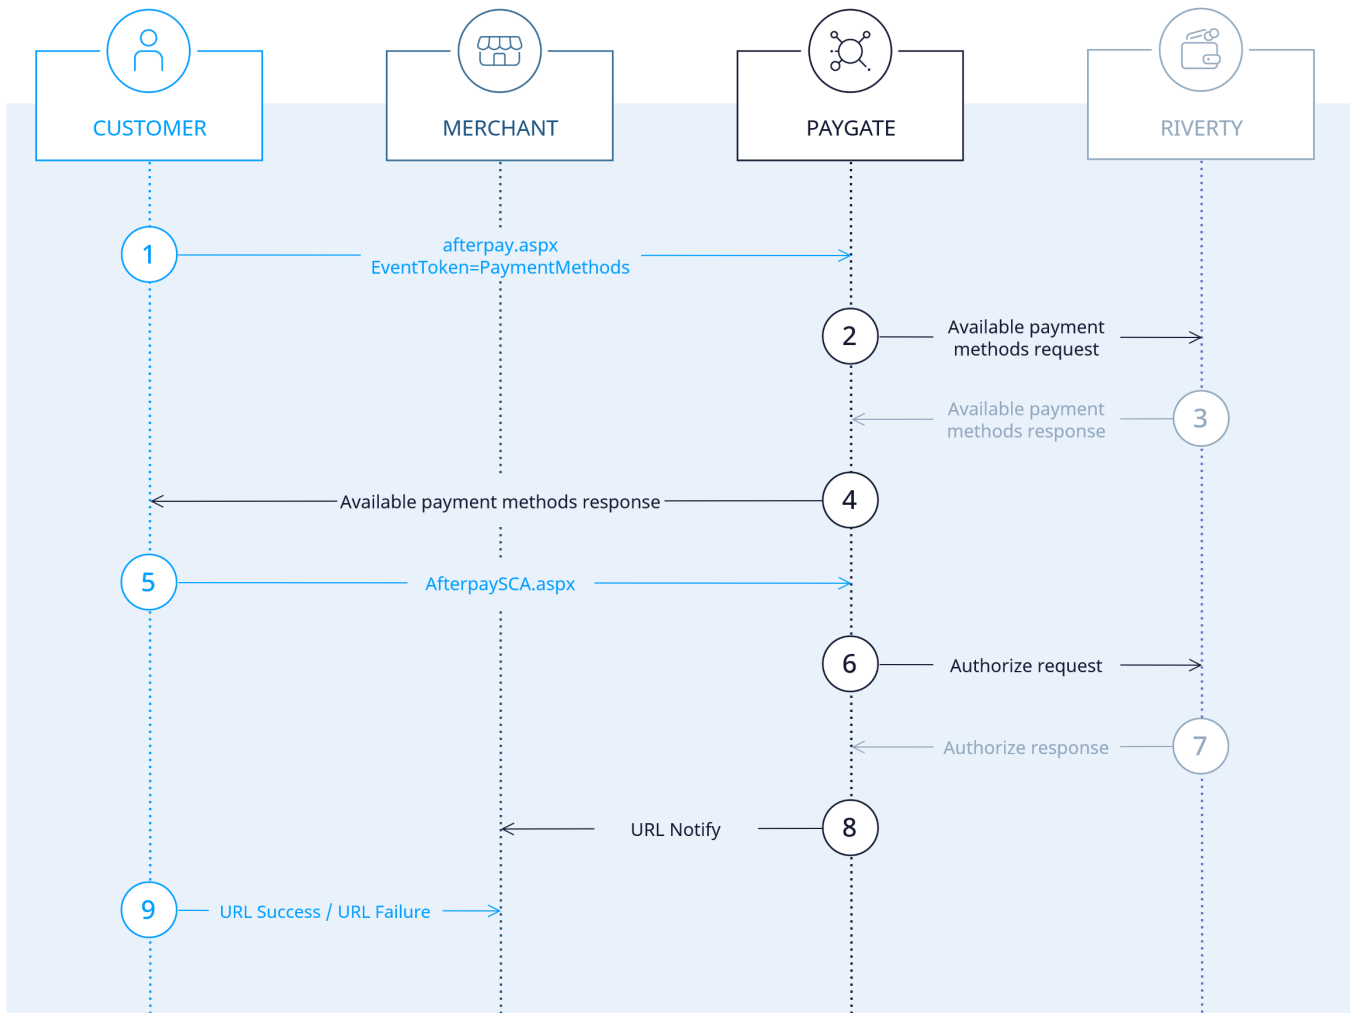 CUSTOMER
MERCHANT
PAYGATE
RIVERTY
1
afterpay.aspx
EventToken=PaymentMethods
2
Available payment
methods request
Available payment
methods response
3
Available payment methods response
4
5
AfterpaySCA.aspx
6
Authorize request
Authorize response
7
URL Notify
8
9
URL Success / URL Failure